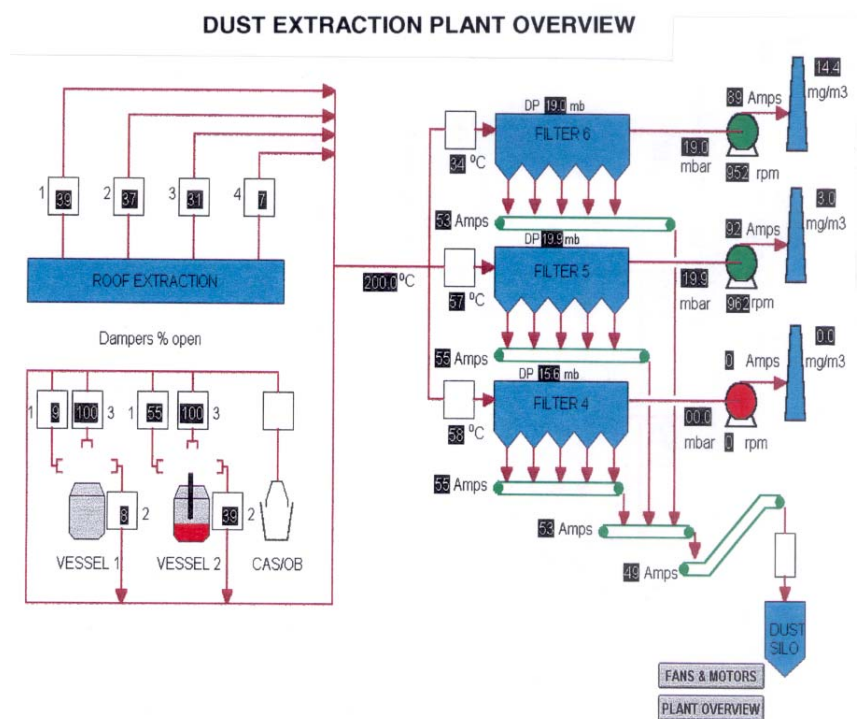 DUST EXTRACTION PLANT OVERVIEW
14.4
mg/m3
89 Amps
DP 19.0 mb
FILTER 6
34 °C
19.0
mbar
952 rpm
1 39
2 37
3 31
4 7
53 Amps
3.0
mg/m3
92 Amps
DP 19.9 mb
ROOF EXTRACTION
200.0 °C
FILTER 5
57 °C
19.9
mbar
962 rpm
Dampers % open
55 Amps
0.0
mg/m3
0 Amps
DP 15.6 mb
FILTER 4
58 °C
00.0
mbar
0 rpm
1 9 100 3
1 55 100 3
55 Amps
8 2
39 2
53 Amps
VESSEL 1
VESSEL 2
CAS/OB
49 Amps
DUST
SILO
FANS & MOTORS
PLANT OVERVIEW